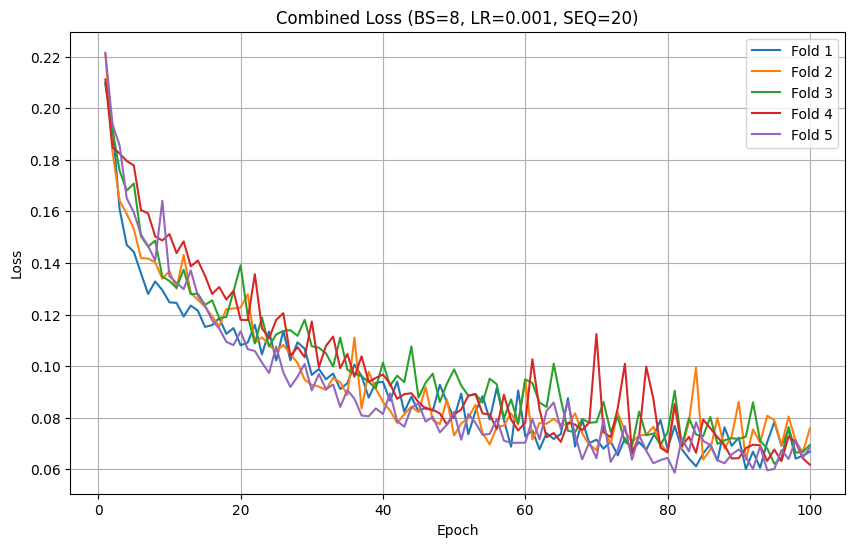 Combined Loss (BS=8, LR=0.001, SEQ=20)
Fold 1
Fold 2
Fold 3
Fold 4
Fold 5
Loss
0.22
0.20
0.18
0.16
0.14
0.12
0.10
0.08
0.06
0
20
40
60
80
100
Epoch